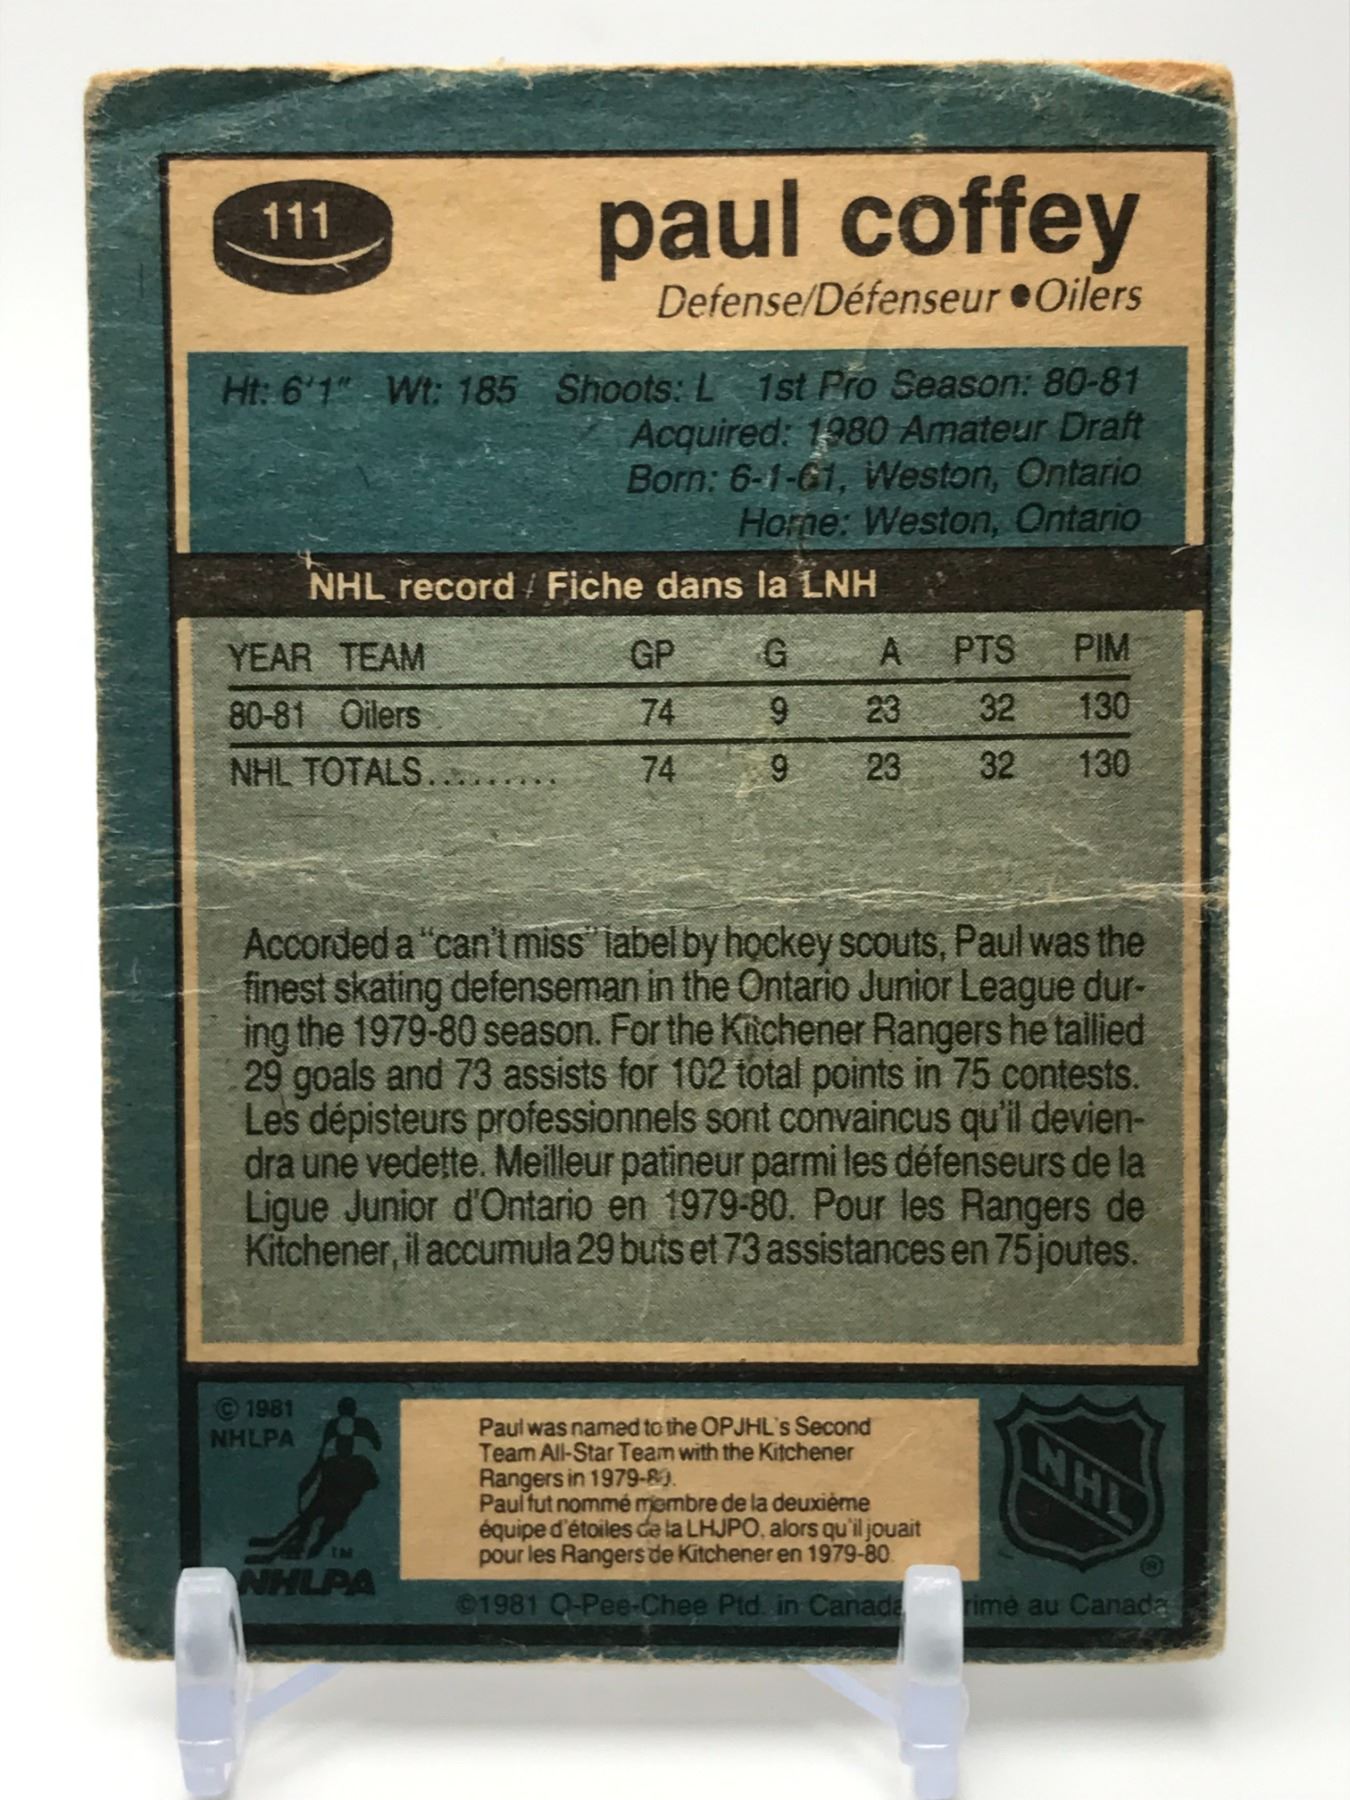 111
paul coffey
Defense/Défenseur ● Oilers
Ht: 6'1" Wt: 185 Shoots: L 1st Pro Season: 80-81
Acquired: 1980 Amateur Draft
Born: 6-1-61, Weston, Ontario
Home: Weston, Ontario
NHL record / Fiche dans la LNH
YEAR TEAM GP G A PTS PIM
80-81 Oilers 74 9 23 32 130
NHL TOTALS......... 74 9 23 32 130
Accorded a "can't miss" label by hockey scouts, Paul was the
finest skating defenseman in the Ontario Junior League dur-
ing the 1979-80 season. For the Kitchener Rangers he tallied
29 goals and 73 assists for 102 total points in 75 contests.
Les dépisteurs professionnels sont convaincus qu'il devien-
dra une vedette. Meilleur patineur parmi les défenseurs de la
Ligue Junior d'Ontario en 1979-80. Pour les Rangers de
Kitchener, il accumula 29 buts et 73 assistances en 75 joutes.
© 1981
NHLPA
TM
NHLPA
Paul was named to the OPJHL's Second
Team All-Star Team with the Kitchener
Rangers in 1979-80.
Paul fut nommé membre de la deuxième
équipe d'étoiles de la LHJPO, alors qu'il jouait
pour les Rangers de Kitchener en 1979-80.
NHL
®
©1981 O-Pee-Chee Ptd. in Canada rimé au Canada